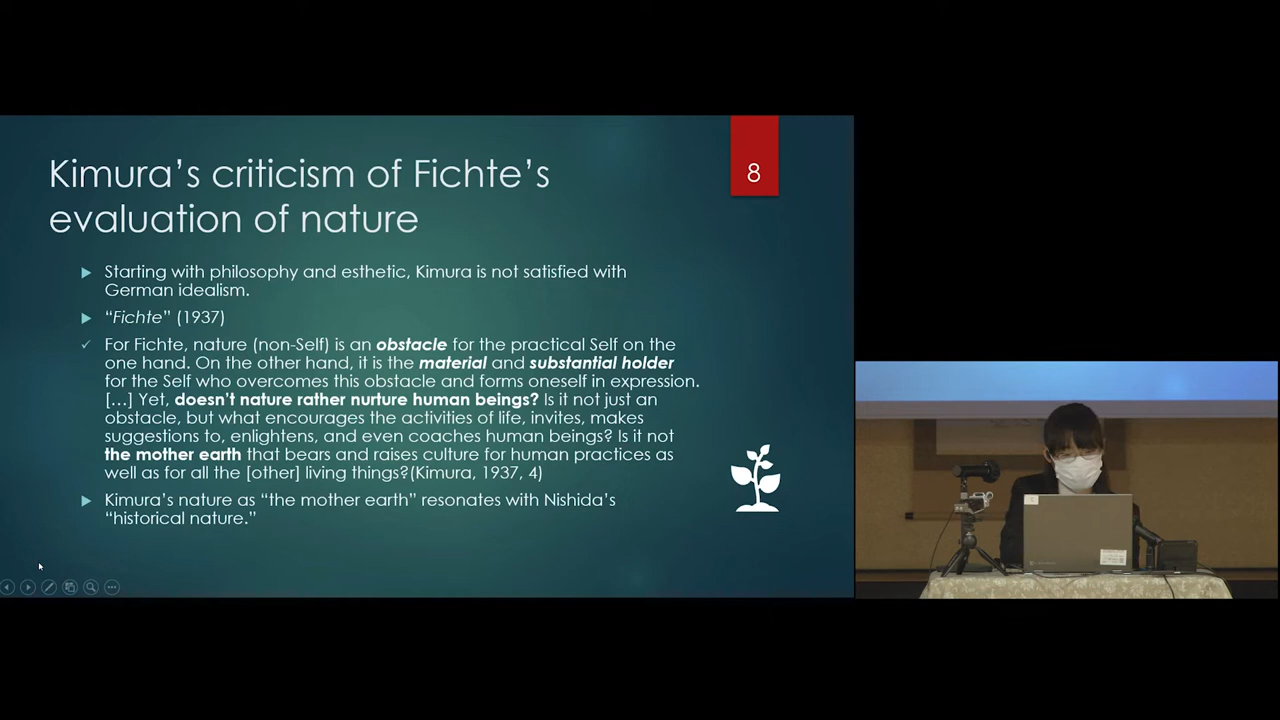 Kimura's criticism of Fichte's
evaluation of nature
8
Starting with philosophy and esthetic, Kimura is not satisfied with
German idealism.
"Fichte" (1937)
For Fichte, nature (non-Self) is an obstacle for the practical Self on the
one hand. On the other hand, it is the material and substantial holder
for the Self who overcomes this obstacle and forms oneself in expression.
[…] Yet, doesn't nature rather nurture human beings? Is it not just an
obstacle, but what encourages the activities of life, invites, makes
suggestions to, enlightens, and even coaches human beings? Is it not
the mother earth that bears and raises culture for human practices as
well as for all the [other] living things?(Kimura, 1937, 4)
Kimura's nature as "the mother earth" resonates with Nishida's
"historical nature."